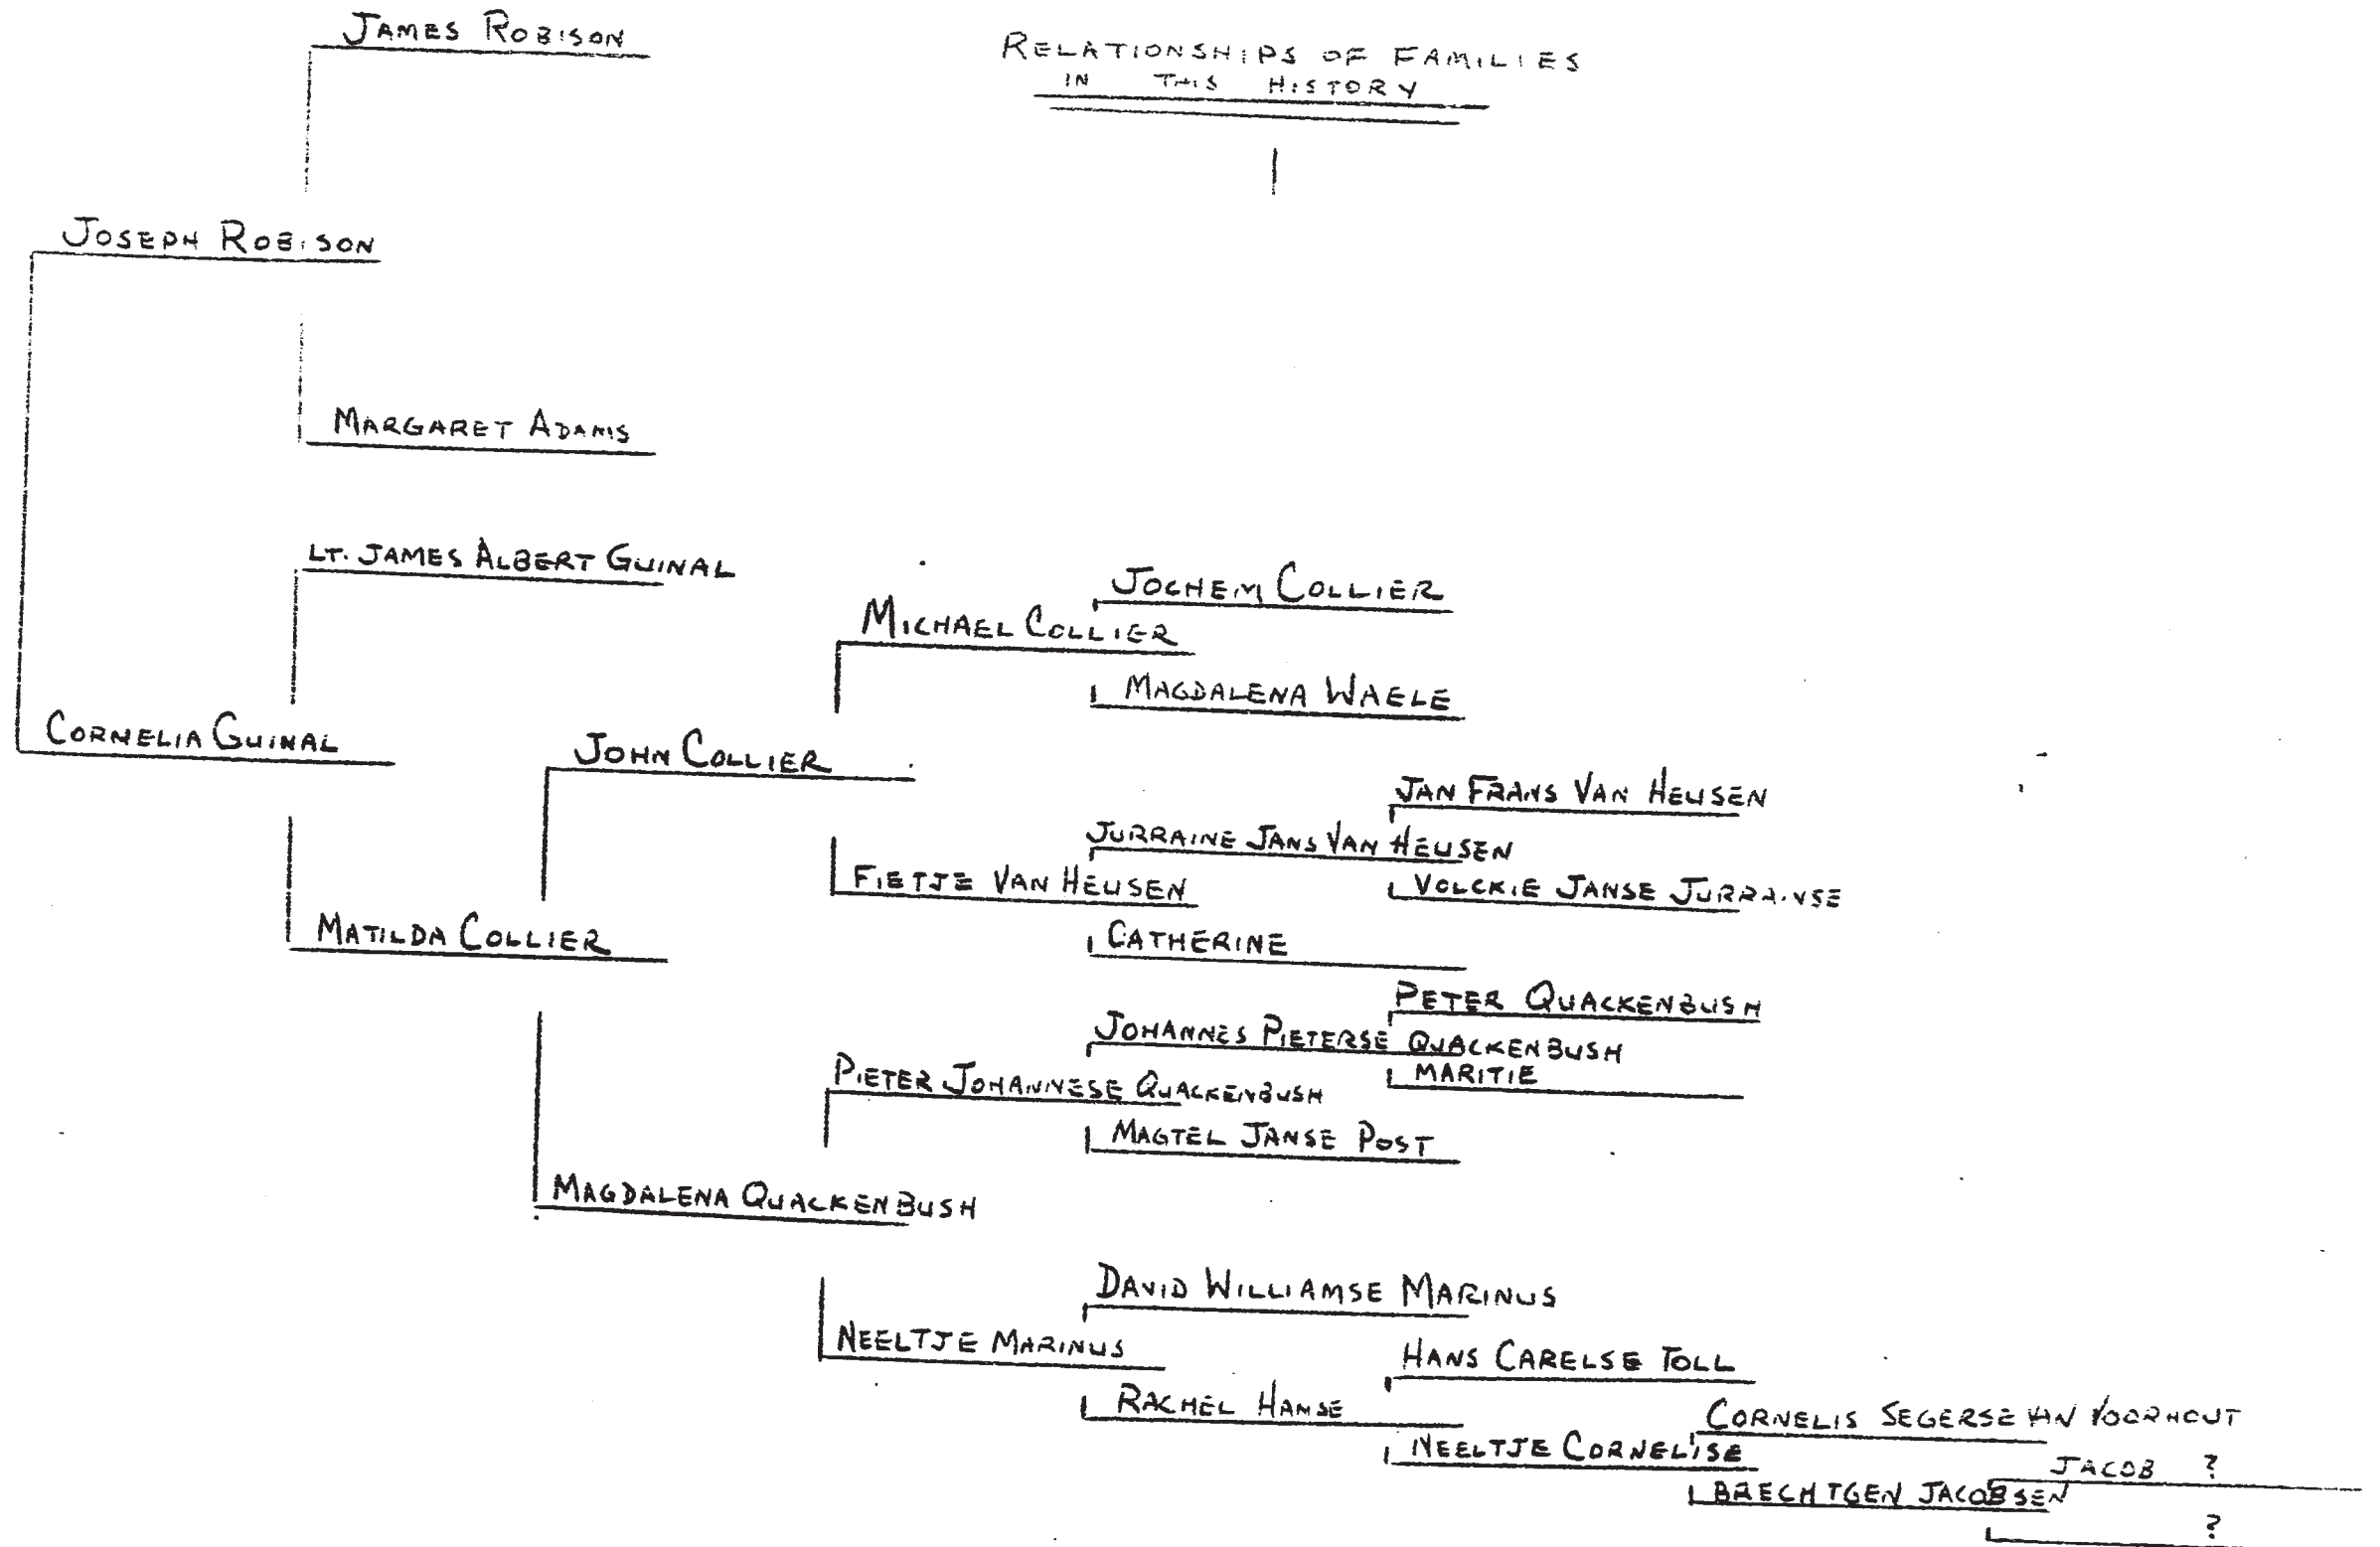 JAMES ROBISON
RELATIONSHIPS OF FAMILIES
IN THIS HISTORY
JOSEPH ROBISON
MARGARET ADAMS
LT. JAMES ALBERT GUINAL
JOCHEM COLLIER
MICHAEL COLLIER
MAGDALENA WAELE
CORNELIA GUINAL
JOHN COLLIER
JAN FRANS VAN HEUSEN
JURRAINE JANS VAN HEUSEN
FIETJE VAN HEUSEN
VOLCKIE JANSE JURRAINSE
MATILDA COLLIER
CATHERINE
PETER QUACKENBUSH
JOHANNES PIETERSE QUACKENBUSH
MARITIE
PIETER JOHANNESE QUACKENBUSH
MAGTEL JANSE POST
MAGDALENA QUACKENBUSH
DAVID WILLIAMSE MARINUS
NEELTJE MARINUS
HANS CARELSE TOLL
RACHEL HANSE
CORNELIS SEGERSE VAN VOORHOUT
NEELTJE CORNELISE
JACOB ?
BRECHTGEN JACOBSEN
?